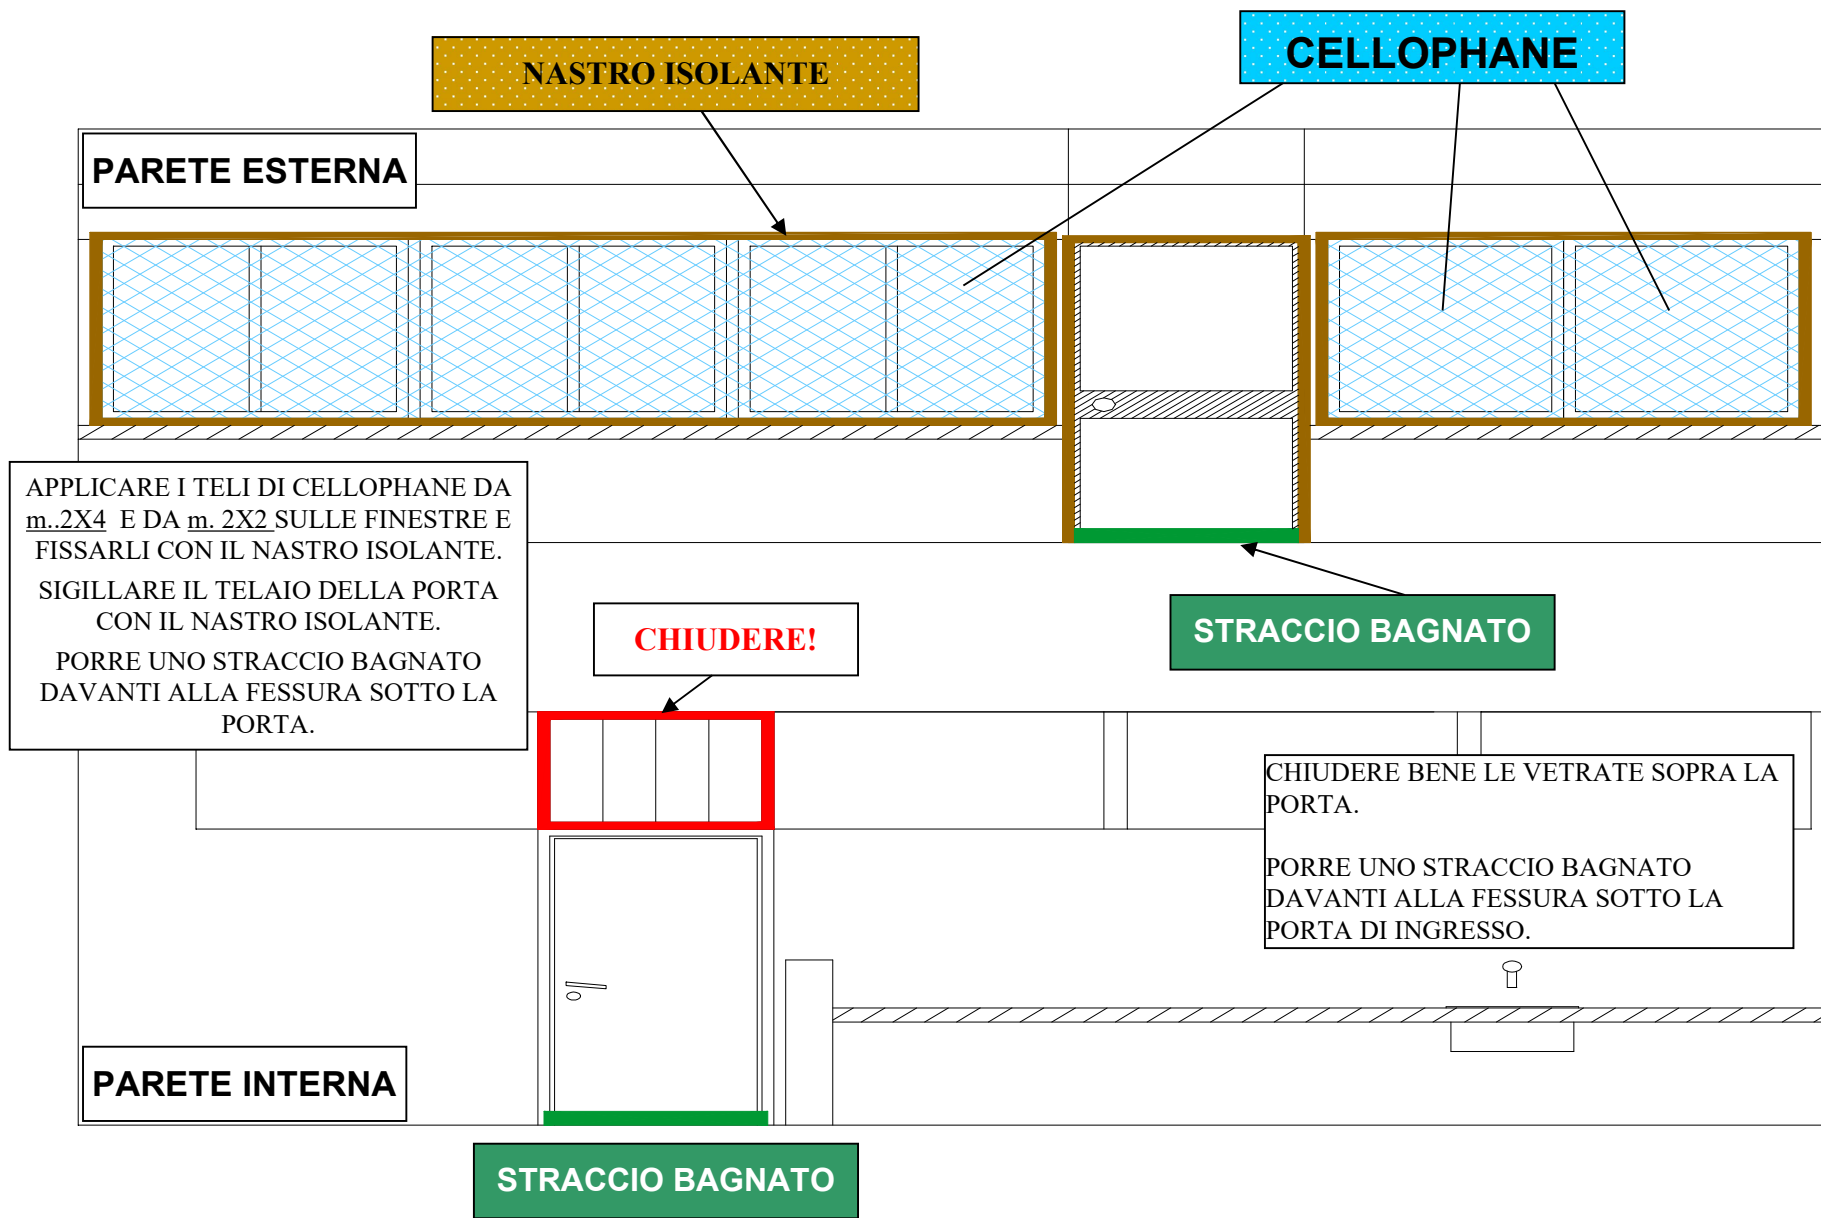 NASTRO ISOLANTE
CELLOPHANE
PARETE ESTERNA
APPLICARE I TELI DI CELLOPHANE DA
m..2X4 E DA m. 2X2 SULLE FINESTRE E
FISSARLI CON IL NASTRO ISOLANTE.
SIGILLARE IL TELAIO DELLA PORTA
CON IL NASTRO ISOLANTE.
PORRE UNO STRACCIO BAGNATO
DAVANTI ALLA FESSURA SOTTO LA
PORTA.
STRACCIO BAGNATO
CHIUDERE!
CHIUDERE BENE LE VETRATE SOPRA LA
PORTA.
PORRE UNO STRACCIO BAGNATO
DAVANTI ALLA FESSURA SOTTO LA
PORTA DI INGRESSO.
PARETE INTERNA
STRACCIO BAGNATO